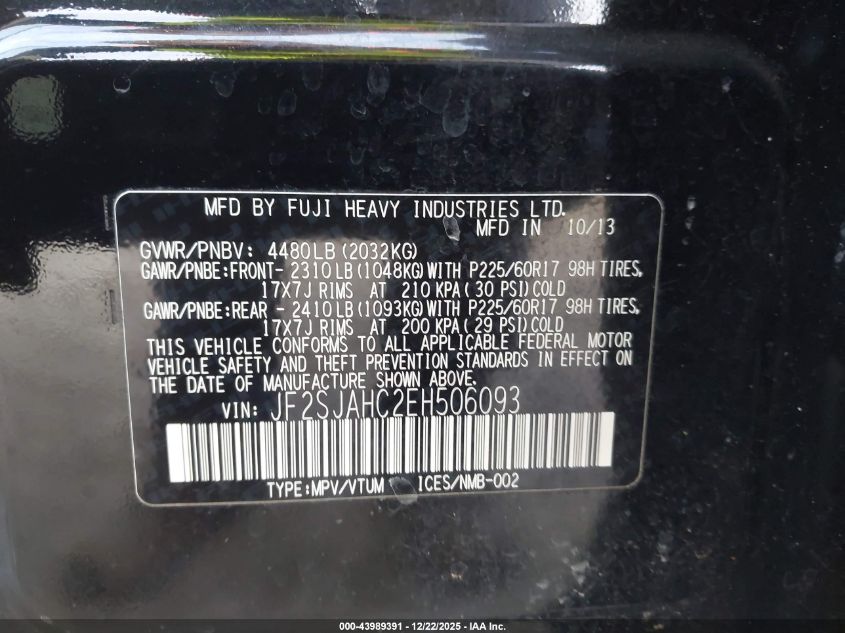 MFD BY FUJI HEAVY INDUSTRIES LTD.
MFD IN 10/13
GVWR/PNBV: 4480LB (2032KG)
GAWR/PNBE:FRONT- 2310 LB (1048KG) WITH P225/60R17 98H TIRES,
17X7J RIMS AT 210 KPA ( 30 PSI) COLD
GAWR/PNBE:REAR - 2410 LB (1093KG) WITH P225/60R17 98H TIRES,
17X7J RIMS AT 200 KPA (29 PSI) COLD
THIS VEHICLE CONFORMS TO ALL APPLICABLE FEDERAL MOTOR
VEHICLE SAFETY AND THEFT PREVENTION STANDARDS IN EFFECT ON
THE DATE OF MANUFACTURE SHOWN ABOVE.
VIN: JF2SJAHC2EH506093
TYPE:MPV/VTUM ICES/NMB-002
000-43989391 - 12/22/2025 - IAA Inc.